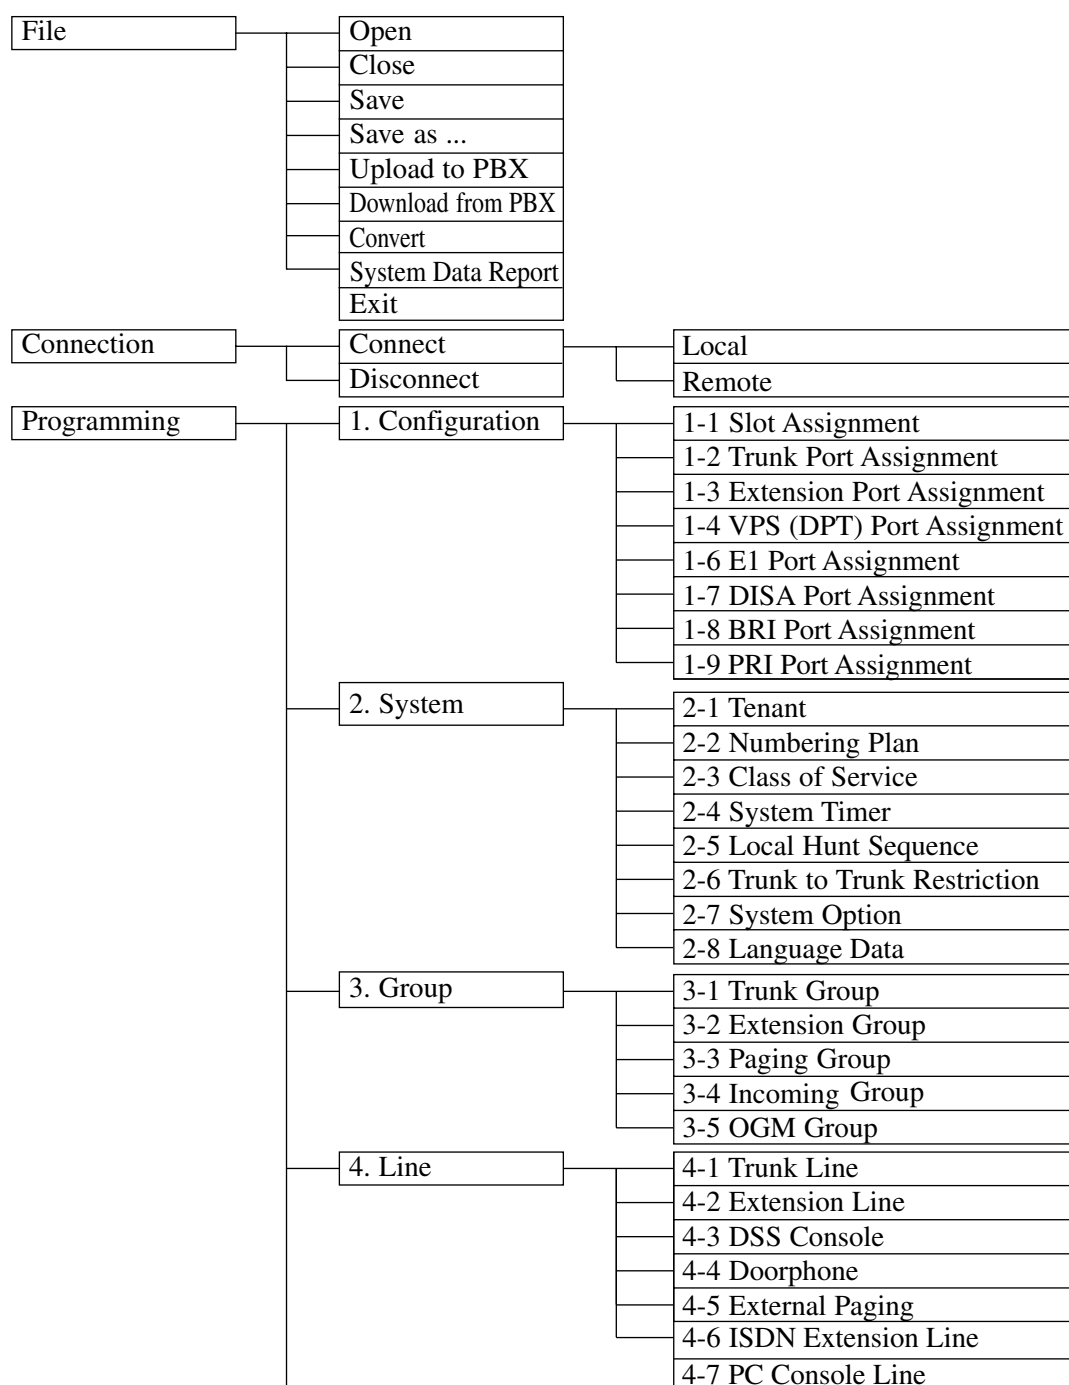 File
Open
Close
Save
Save as ...
Upload to PBX
Download from PBX
Convert
System Data Report
Exit
Connection
Connect
Disconnect
Local
Remote
Programming
1. Configuration
1-1 Slot Assignment
1-2 Trunk Port Assignment
1-3 Extension Port Assignment
1-4 VPS (DPT) Port Assignment
1-6 E1 Port Assignment
1-7 DISA Port Assignment
1-8 BRI Port Assignment
1-9 PRI Port Assignment
2. System
2-1 Tenant
2-2 Numbering Plan
2-3 Class of Service
2-4 System Timer
2-5 Local Hunt Sequence
2-6 Trunk to Trunk Restriction
2-7 System Option
2-8 Language Data
3. Group
3-1 Trunk Group
3-2 Extension Group
3-3 Paging Group
3-4 Incoming Group
3-5 OGM Group
4. Line
4-1 Trunk Line
4-2 Extension Line
4-3 DSS Console
4-4 Doorphone
4-5 External Paging
4-6 ISDN Extension Line
4-7 PC Console Line